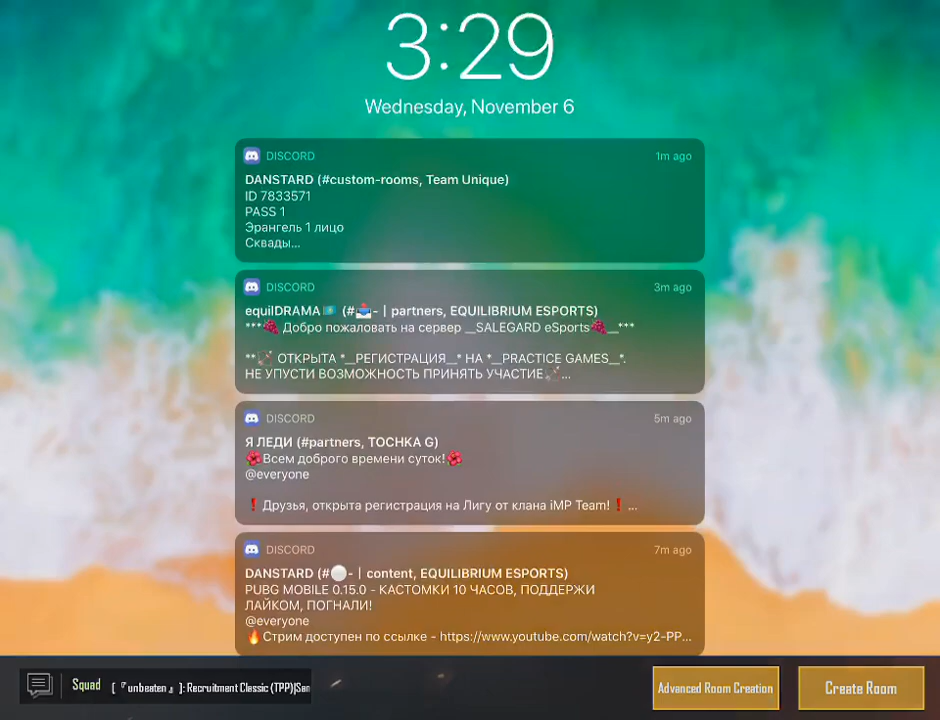 3:29
Wednesday, November 6
DISCORD 1m ago
DANSTARD (#custom-rooms, Team Unique)
ID 7833571
PASS 1
Эрангель 1 лицо
Сквады...
DISCORD 3m ago
equilDRAMA🇰🇿 (#📥- | partners, EQUILIBRIUM ESPORTS)
***🍇 Добро пожаловать на сервер __SALEGARD eSports🍇__***
**🏹 ОТКРЫТА *__РЕГИСТРАЦИЯ__* НА *__PRACTICE GAMES__*.
НЕ УПУСТИ ВОЗМОЖНОСТЬ ПРИНЯТЬ УЧАСТИЕ🏹...
DISCORD 5m ago
Я ЛЕДИ (#partners, TOCHKA G)
🌺Всем доброго времени суток!🌺
@everyone
❗Друзья, открыта регистрация на Лигу от клана iMP Team!❗...
DISCORD 7m ago
DANSTARD (#⚪- | content, EQUILIBRIUM ESPORTS)
PUBG MOBILE 0.15.0 - КАСТОМКИ 10 ЧАСОВ, ПОДДЕРЖИ
ЛАЙКОМ, ПОГНАЛИ!
@everyone
🔥Стрим доступен по ссылке - https://www.youtube.com/watch?v=y2-PP...
Squad [『unbeaten 』]: Recruitment Classic (TPP)|San
Advanced Room Creation
Create Room